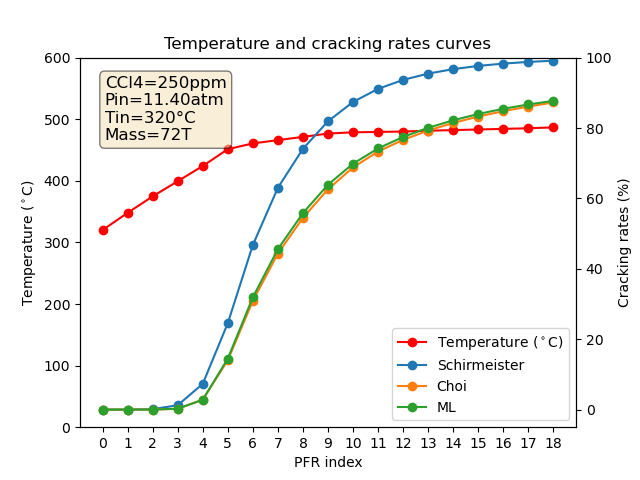 Temperature and cracking rates curves
CCl4=250ppm
Pin=11.40atm
Tin=320°C
Mass=72T
Temperature (°C)
0
100
200
300
400
500
600
Cracking rates (%)
0
20
40
60
80
100
Temperature (°C)
Schirmeister
Choi
ML
0 1 2 3 4 5 6 7 8 9 10 11 12 13 14 15 16 17 18
PFR index